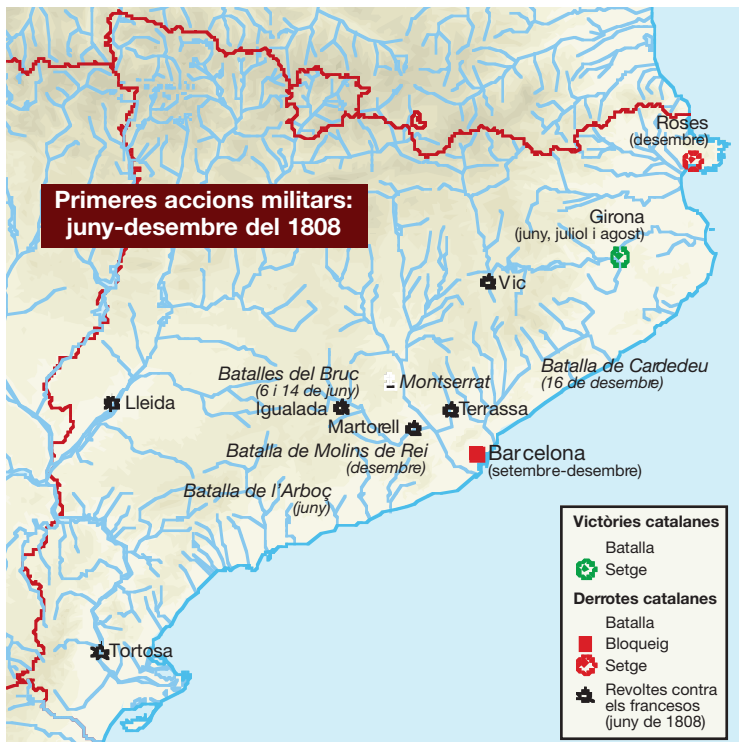 Primeres accions militars:
juny-desembre del 1808
Roses
(desembre)
Girona
(juny, juliol i agost)
Vic
Batalla de Cardedeu
(16 de desembre)
Batalles del Bruc
(6 i 14 de juny)
Montserrat
Lleida
Igualada
Terrassa
Martorell
Batalla de Molins de Rei
(desembre)
Barcelona
(setembre-desembre)
Batalla de l'Arboç
(juny)
Tortosa
Victòries catalanes
Batalla
Setge
Derrotes catalanes
Batalla
Bloqueig
Setge
Revoltes contra
els francesos
(juny de 1808)